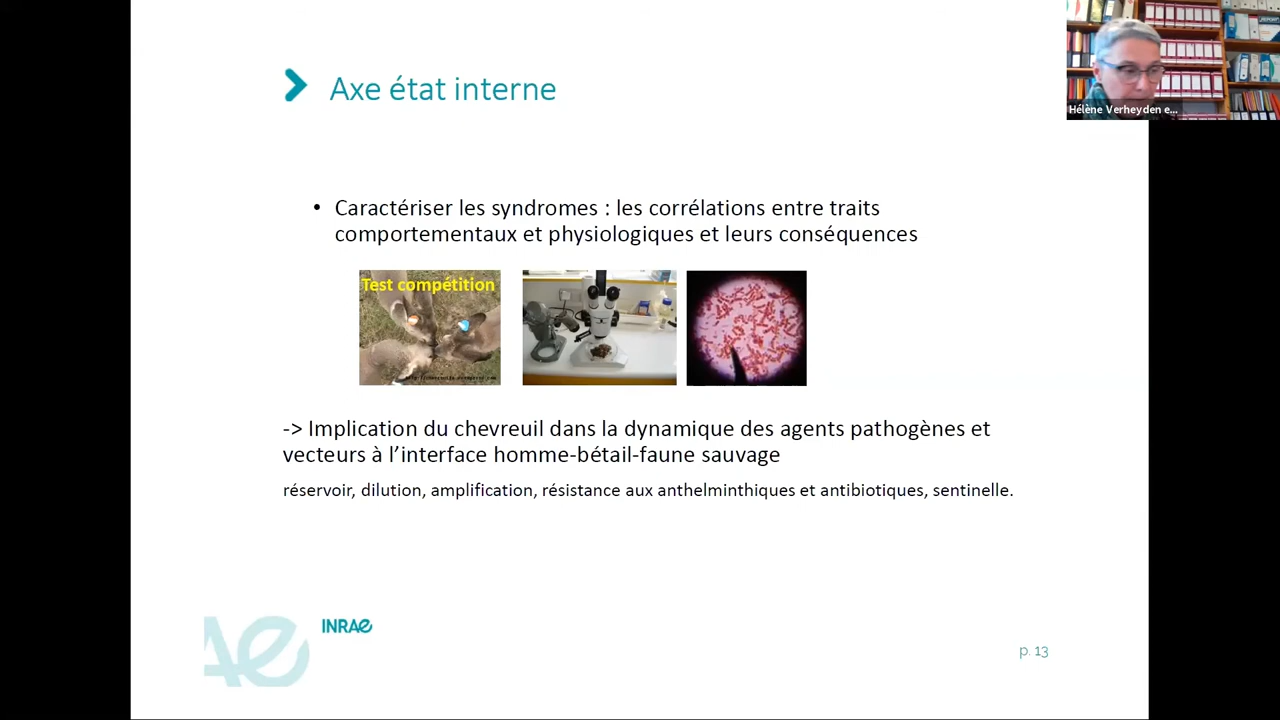 Axe état interne
Hélène Verheyden e...
• Caractériser les syndromes : les corrélations entre traits
comportementaux et physiologiques et leurs conséquences
Test compétition
-> Implication du chevreuil dans la dynamique des agents pathogènes et
vecteurs à l’interface homme-bétail-faune sauvage
réservoir, dilution, amplification, résistance aux anthelminthiques et antibiotiques, sentinelle.
INRAE
p. 13